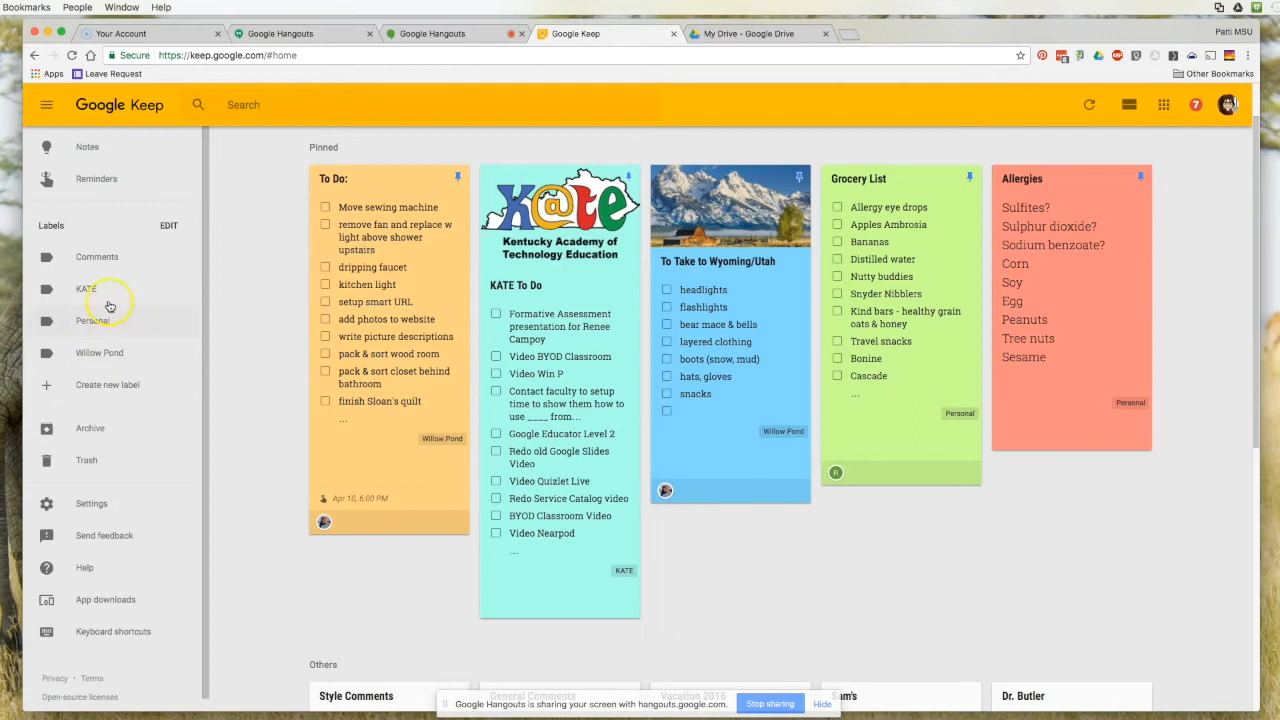 Bookmarks People Window Help
Your Account
Google Hangouts
Google Hangouts
Google Keep
My Drive - Google Drive
Patti MSU
Secure https://keep.google.com/#home
Apps Leave Request
Other Bookmarks
Google Keep
Search
7
Notes
Reminders
Labels EDIT
Comments
KATE
Personal
Willow Pond
Create new label
Archive
Trash
Settings
Send feedback
Help
App downloads
Keyboard shortcuts
Privacy · Terms
Open-source licenses
Pinned
To Do:
Move sewing machine
remove fan and replace w
light above shower
upstairs
dripping faucet
kitchen light
setup smart URL
add photos to website
write picture descriptions
pack & sort wood room
pack & sort closet behind
bathroom
finish Sloan's quilt
...
Willow Pond
Apr 10, 6:00 PM
K@TE
Kentucky Academy of
Technology Education
KATE To Do
Formative Assessment
presentation for Renee
Campoy
Video BYOD Classroom
Video Win P
Contact faculty to setup
time to show them how to
use ____ from...
Google Educator Level 2
Redo old Google Slides
Video
Video Quizlet Live
Redo Service Catalog video
BYOD Classroom Video
Video Nearpod
...
KATE
To Take to Wyoming/Utah
headlights
flashlights
bear mace & bells
layered clothing
boots (snow, mud)
hats, gloves
snacks
Willow Pond
Grocery List
Allergy eye drops
Apples Ambrosia
Bananas
Distilled water
Nutty buddies
Snyder Nibblers
Kind bars - healthy grain
oats & honey
Travel snacks
Bonine
Cascade
...
Personal
R
Allergies
Sulfites?
Sulphur dioxide?
Sodium benzoate?
Corn
Soy
Egg
Peanuts
Tree nuts
Sesame
Personal
Others
Style Comments
General Comments
Vacation 2016
Sam's
Dr. Butler
Google Hangouts is sharing your screen with hangouts.google.com.
Stop sharing
Hide